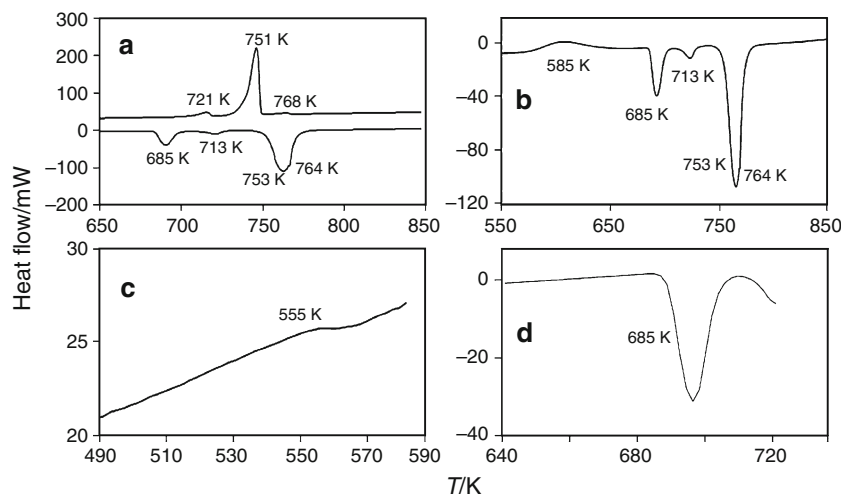 300
200
100
0
−100
−200
a
751 K
721 K
768 K
685 K
713 K
753 K
764 K
650
700
750
800
850
0
−40
−80
−120
b
585 K
685 K
713 K
753 K
764 K
550
650
750
850
Heat flow/mW
30
25
20
c
555 K
490
510
530
550
570
590
0
−20
−40
d
685 K
640
680
720
T/K